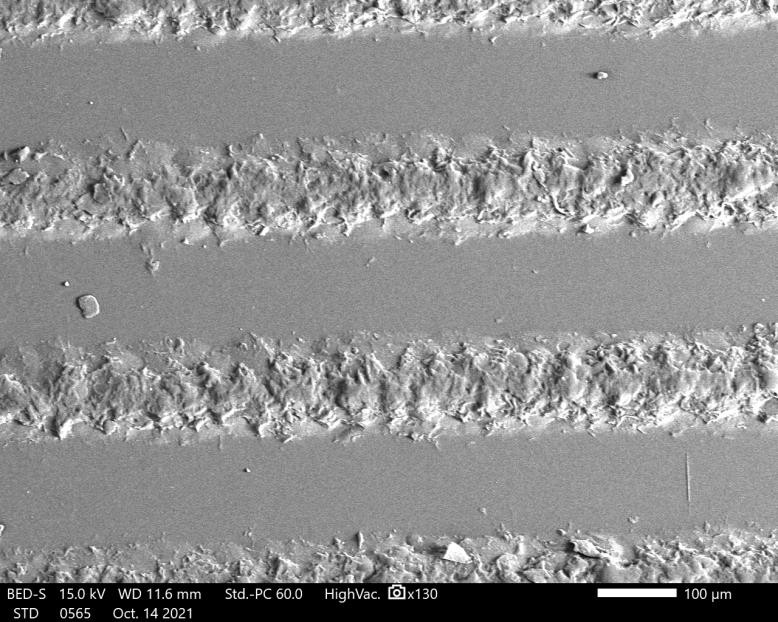 BED-S 15.0 kV WD 11.6 mm Std.-PC 60.0 HighVac. x130 100 µm
STD 0565 Oct. 14 2021